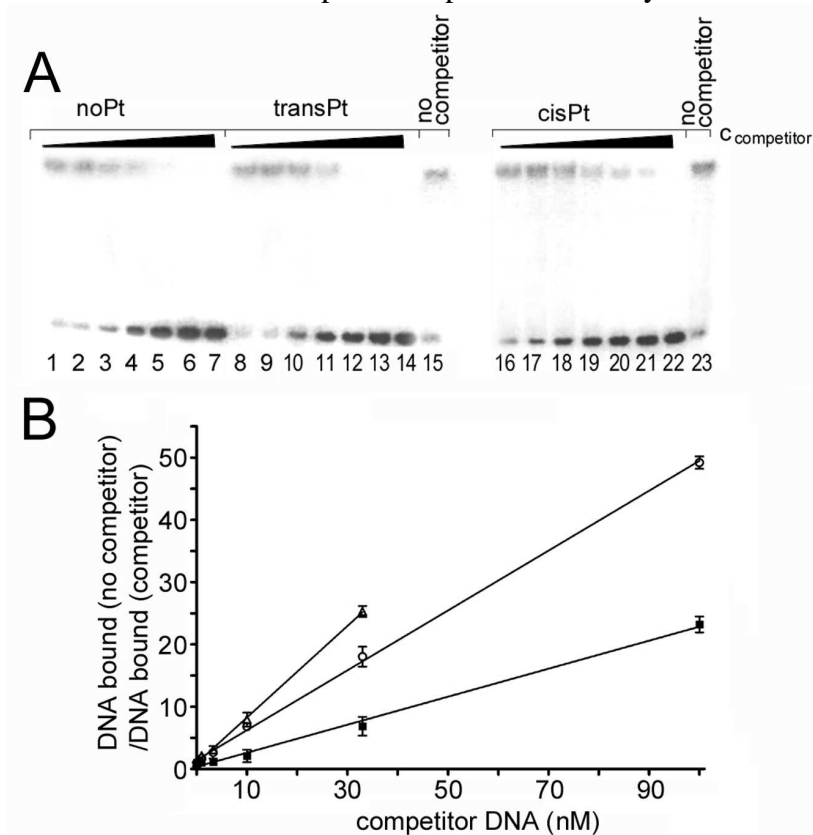 A
noPt
transPt
no
competitor
cisPt
no
competitor
c competitor
1 2 3 4 5 6 7 8 9 10 11 12 13 14 15 16 17 18 19 20 21 22 23
B
DNA bound (no competitor)
/DNA bound (competitor)
50
40
30
20
10
0
10 30 50 70 90
competitor DNA (nM)